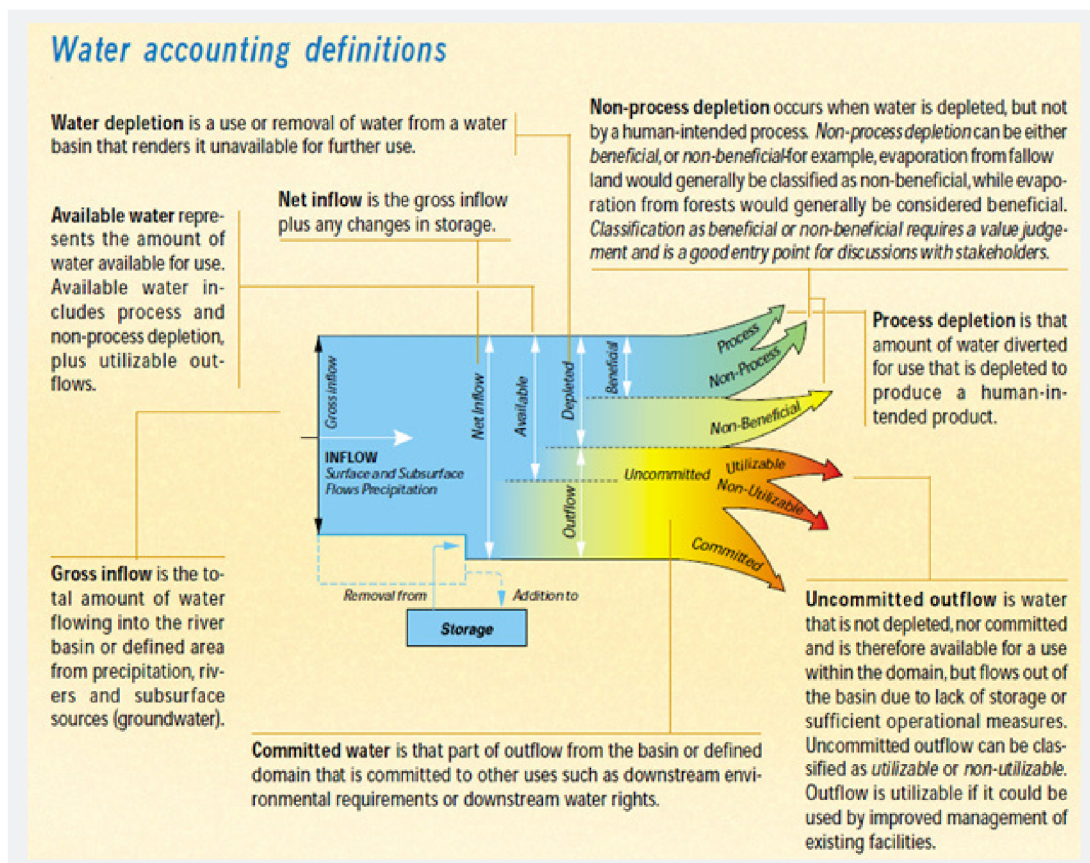 Water accounting definitions
Water depletion is a use or removal of water from a water
basin that renders it unavailable for further use.
Non-process depletion occurs when water is depleted, but not
by a human-intended process. Non-process depletion can be either
beneficial, or non-beneficial-for example, evaporation from fallow
land would generally be classified as non-beneficial, while evapo-
ration from forests would generally be considered beneficial.
Classification as beneficial or non-beneficial requires a value judge-
ment and is a good entry point for discussions with stakeholders.
Net inflow is the gross inflow
plus any changes in storage.
Available water repre-
sents the amount of
water available for use.
Available water in-
cludes process and
non-process depletion,
plus utilizable out-
flows.
Process depletion is that
amount of water diverted
for use that is depleted to
produce a human-in-
tended product.
Gross inflow
INFLOW
Surface and Subsurface
Flows Precipitation
Net Inflow
Available
Depleted
Beneficial
Outflow
Process
Non-Process
Non-Beneficial
Uncommitted
Utilizable
Non-Utilizable
Committed
Removal from
Addition to
Storage
Gross inflow is the to-
tal amount of water
flowing into the river
basin or defined area
from precipitation, riv-
ers and subsurface
sources (groundwater).
Committed water is that part of outflow from the basin or defined
domain that is committed to other uses such as downstream envi-
ronmental requirements or downstream water rights.
Uncommitted outflow is water
that is not depleted, nor committed
and is therefore available for a use
within the domain, but flows out of
the basin due to lack of storage or
sufficient operational measures.
Uncommitted outflow can be clas-
sified as utilizable or non-utilizable.
Outflow is utilizable if it could be
used by improved management of
existing facilities.